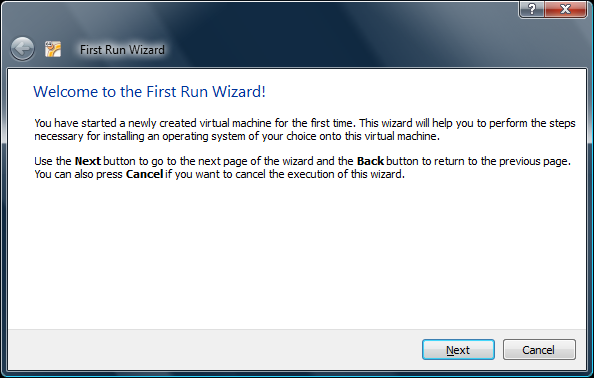 First Run Wizard
Welcome to the First Run Wizard!
You have started a newly created virtual machine for the first time. This wizard will help you to perform the steps
necessary for installing an operating system of your choice onto this virtual machine.
Use the Next button to go to the next page of the wizard and the Back button to return to the previous page.
You can also press Cancel if you want to cancel the execution of this wizard.
Next
Cancel